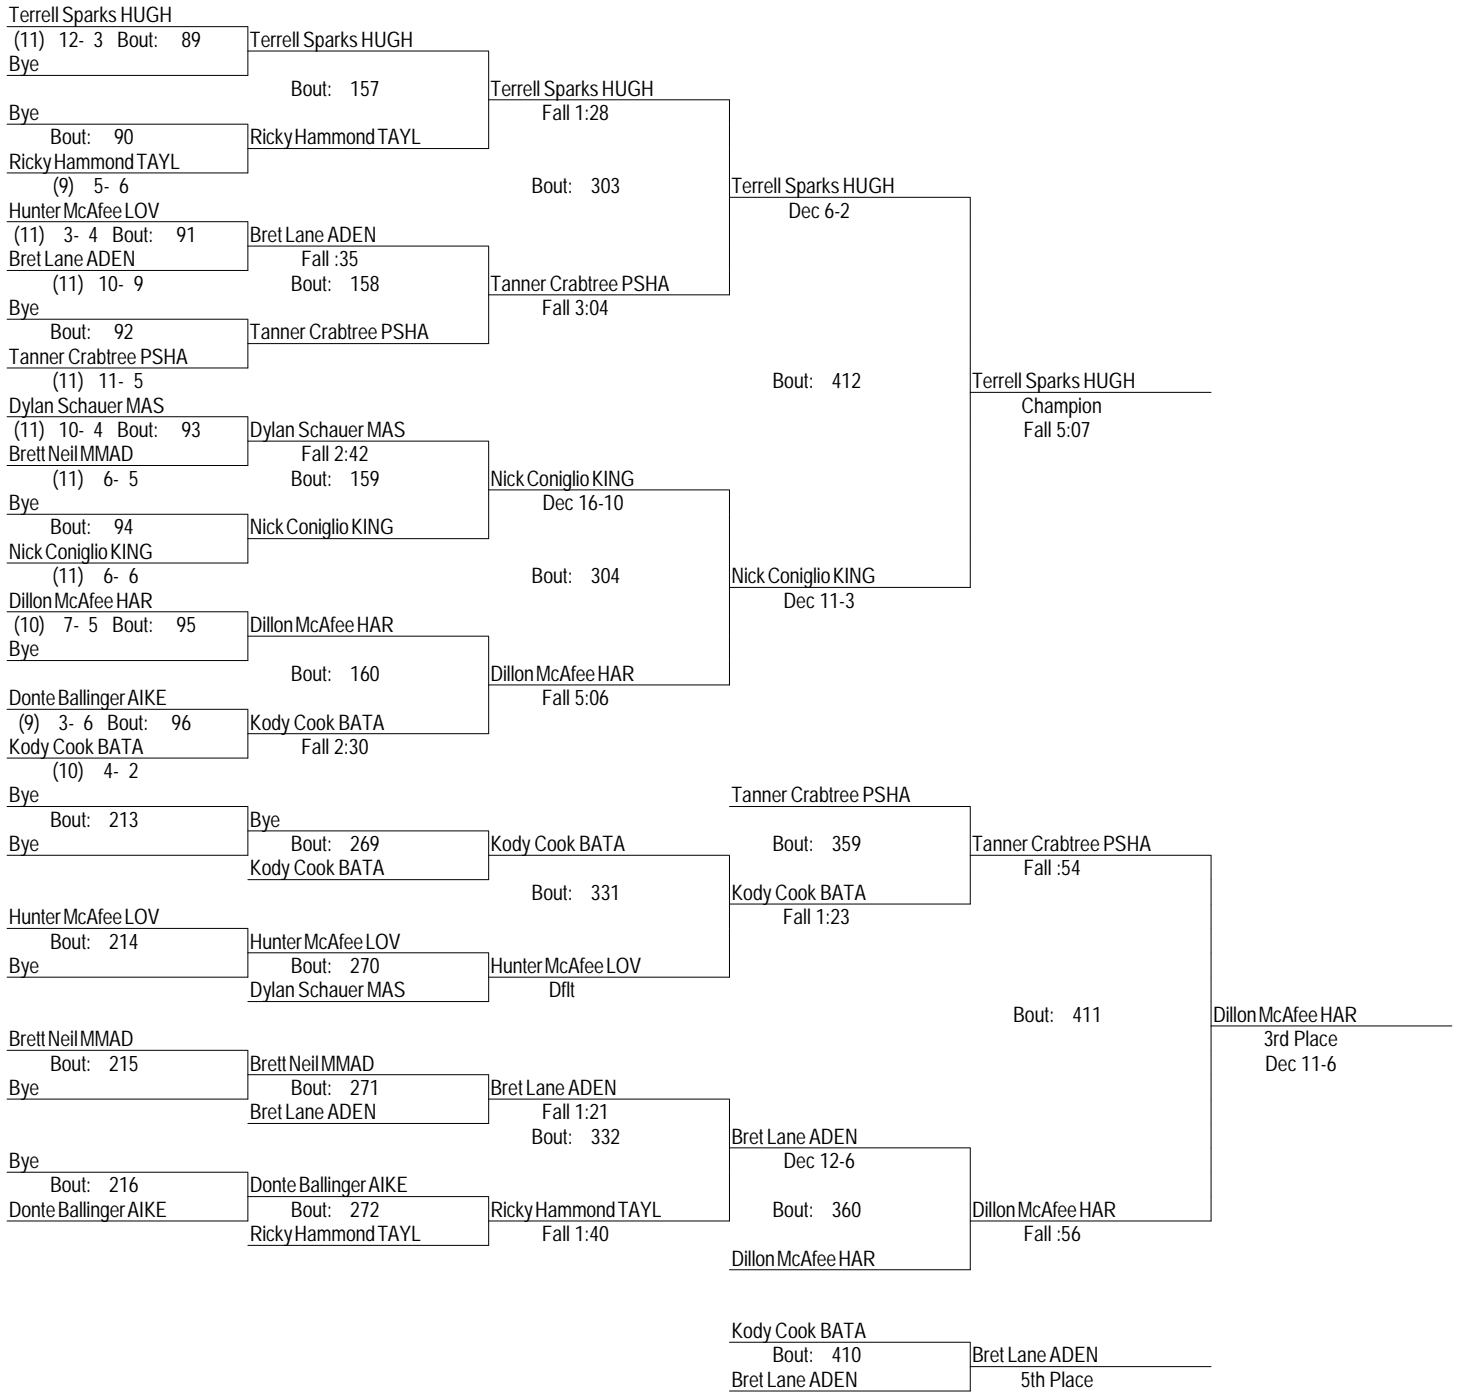 Terrell Sparks HUGH
(11) 12- 3 Bout: 89 Terrell Sparks HUGH
Bye
Bout: 157 Terrell Sparks HUGH
Bye Fall 1:28
Bout: 90 Ricky Hammond TAYL
Ricky Hammond TAYL
(9) 5- 6 Bout: 303 Terrell Sparks HUGH
Hunter McAfee LOV Dec 6-2
(11) 3- 4 Bout: 91 Bret Lane ADEN
Bret Lane ADEN Fall :35
(11) 10- 9 Bout: 158 Tanner Crabtree PSHA
Bye Fall 3:04
Bout: 92 Tanner Crabtree PSHA
Tanner Crabtree PSHA
(11) 11- 5 Bout: 412 Terrell Sparks HUGH
Dylan Schauer MAS Champion
(11) 10- 4 Bout: 93 Dylan Schauer MAS Fall 5:07
Brett Neil MMAD Fall 2:42
(11) 6- 5 Bout: 159 Nick Coniglio KING
Bye Dec 16-10
Bout: 94 Nick Coniglio KING
Nick Coniglio KING
(11) 6- 6 Bout: 304 Nick Coniglio KING
Dillon McAfee HAR Dec 11-3
(10) 7- 5 Bout: 95 Dillon McAfee HAR
Bye
Bout: 160 Dillon McAfee HAR
Donte Ballinger AIKE Fall 5:06
(9) 3- 6 Bout: 96 Kody Cook BATA
Kody Cook BATA Fall 2:30
(10) 4- 2
Bye Tanner Crabtree PSHA
Bout: 213 Bye
Bye Bout: 269 Kody Cook BATA Bout: 359 Tanner Crabtree PSHA
Kody Cook BATA Fall :54
Bout: 331 Kody Cook BATA
Hunter McAfee LOV Fall 1:23
Bout: 214 Hunter McAfee LOV
Bye Bout: 270 Hunter McAfee LOV
Dylan Schauer MAS Dflt
Bout: 411 Dillon McAfee HAR
Brett Neil MMAD 3rd Place
Bout: 215 Brett Neil MMAD Dec 11-6
Bye Bout: 271 Bret Lane ADEN
Bret Lane ADEN Fall 1:21
Bout: 332 Bret Lane ADEN
Bye Dec 12-6
Bout: 216 Donte Ballinger AIKE
Donte Ballinger AIKE Bout: 272 Ricky Hammond TAYL Bout: 360 Dillon McAfee HAR
Ricky Hammond TAYL Fall 1:40 Fall :56
Dillon McAfee HAR
Kody Cook BATA
Bout: 410 Bret Lane ADEN
Bret Lane ADEN 5th Place